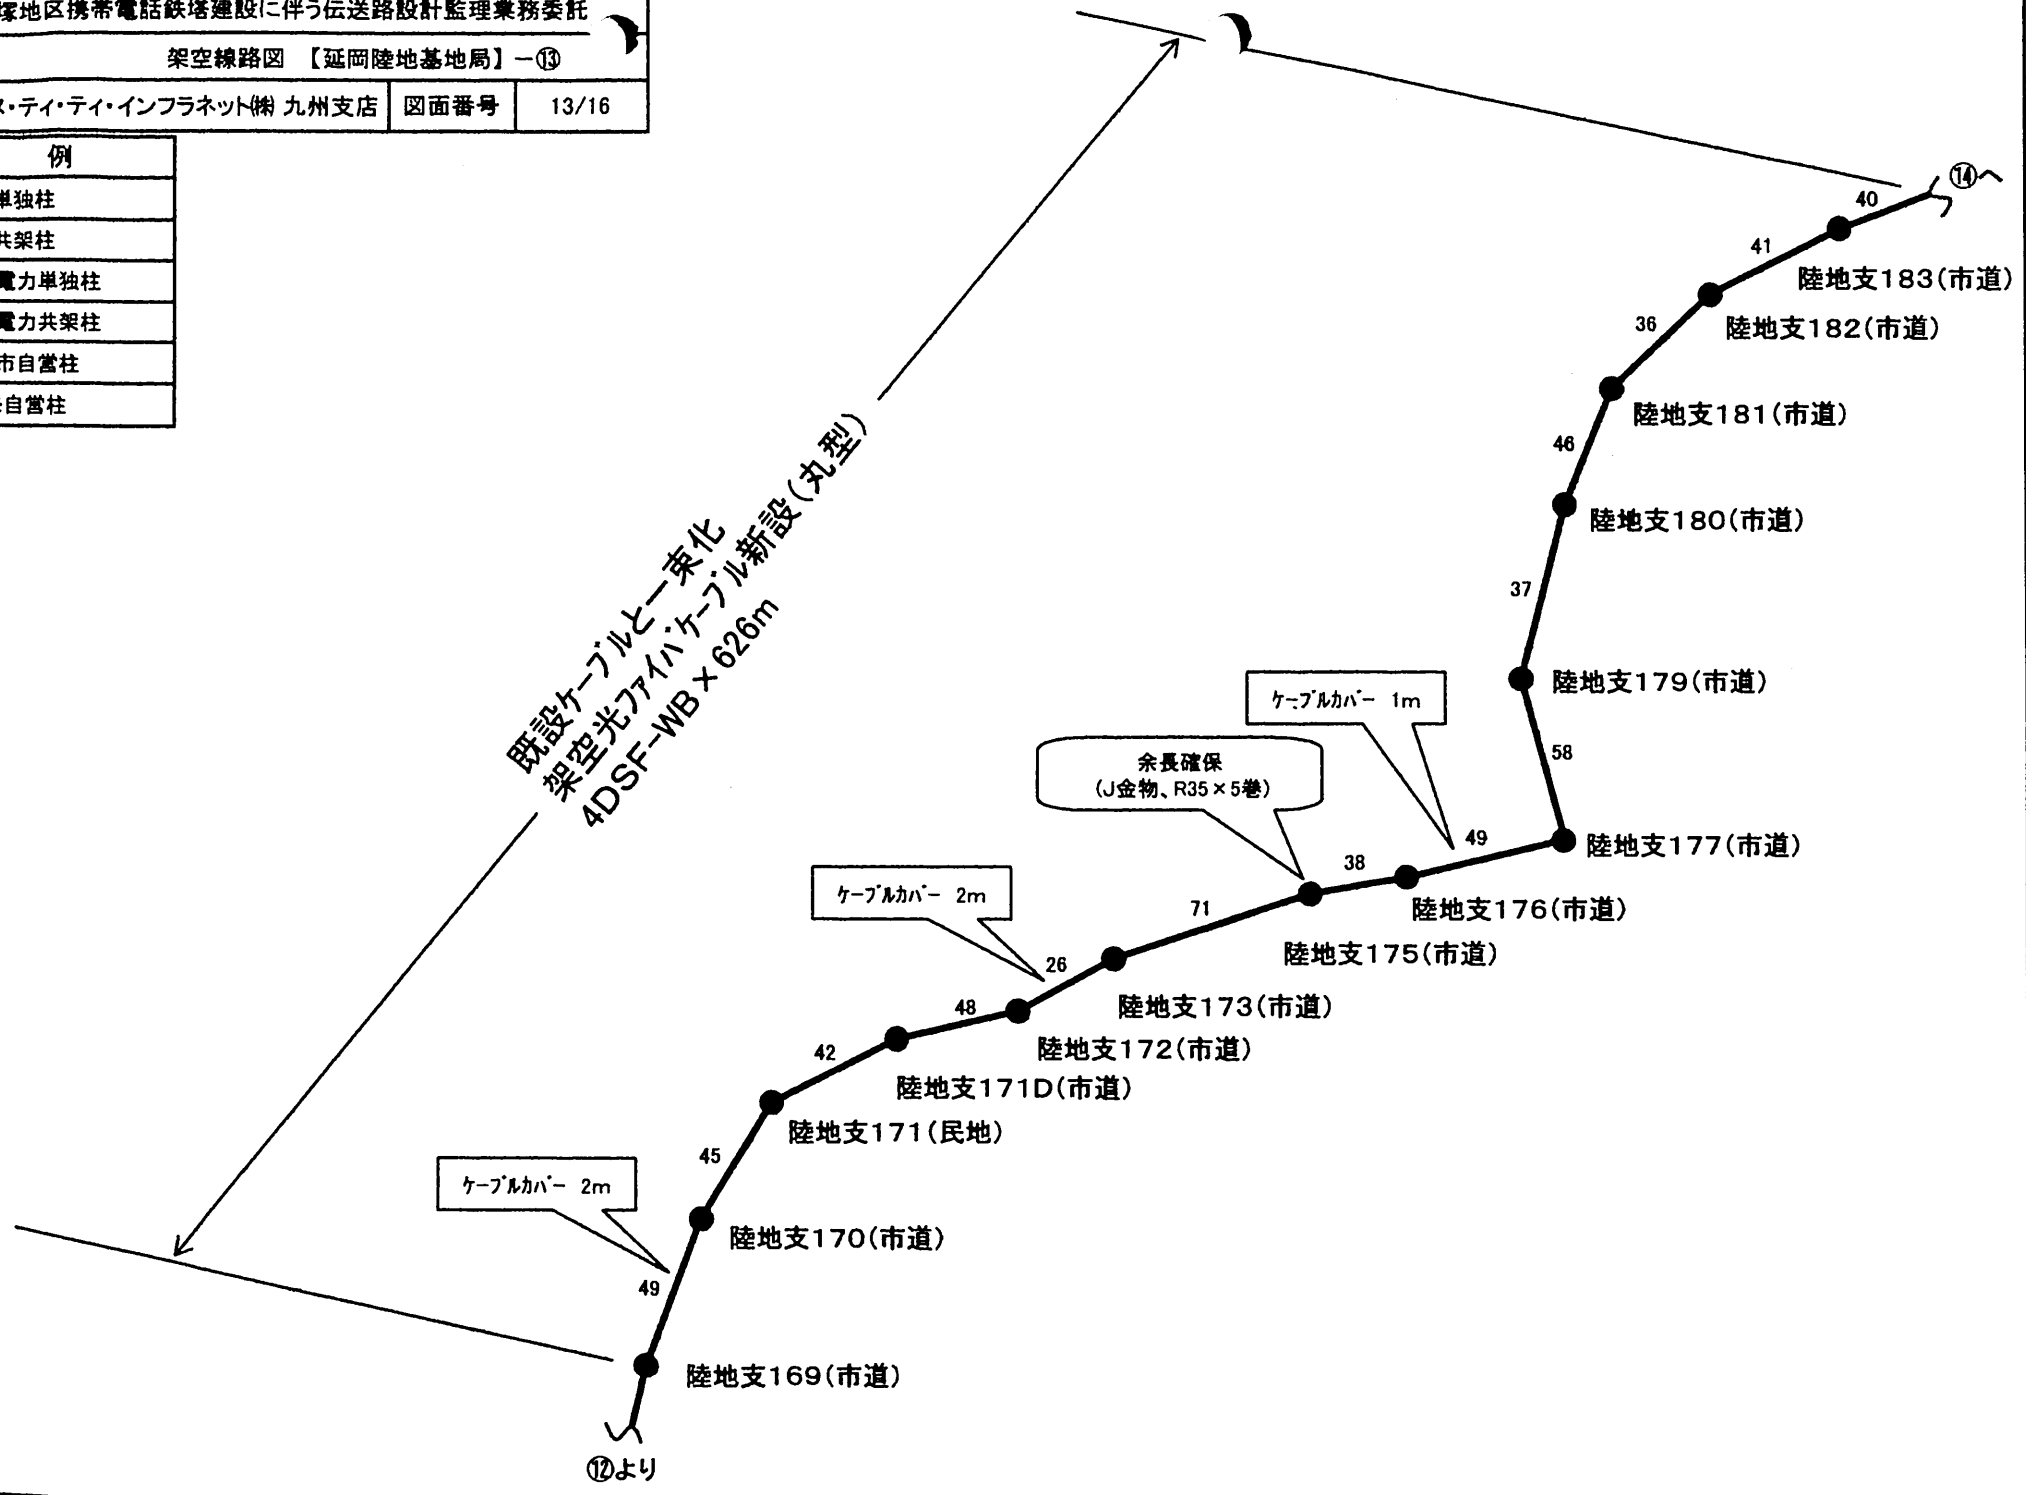 塚地区携帯電話鉄塔建設に伴う伝送路設計監理業務委託
架空線路図 【延岡陸地基地局】－⑬
ス・ティ・ティ・インフラネット㈱ 九州支店 図面番号 13/16
例
単独柱
共架柱
電力単独柱
電力共架柱
市自営柱
自営柱
⑭へ
40
41
陸地支183(市道)
36
陸地支182(市道)
陸地支181(市道)
46
陸地支180(市道)
37
既設ケーブルと一束化
架空光ファイバケーブル新設(丸型)
4DSF-WB×626m
陸地支179(市道)
ケーブルカバー 1m
58
余長確保
(J金物、R35×5巻)
49
陸地支177(市道)
38
ケーブルカバー 2m
陸地支176(市道)
71
陸地支175(市道)
26
48
陸地支173(市道)
42
陸地支172(市道)
陸地支171D(市道)
陸地支171(民地)
45
ケーブルカバー 2m
陸地支170(市道)
49
陸地支169(市道)
⑫より